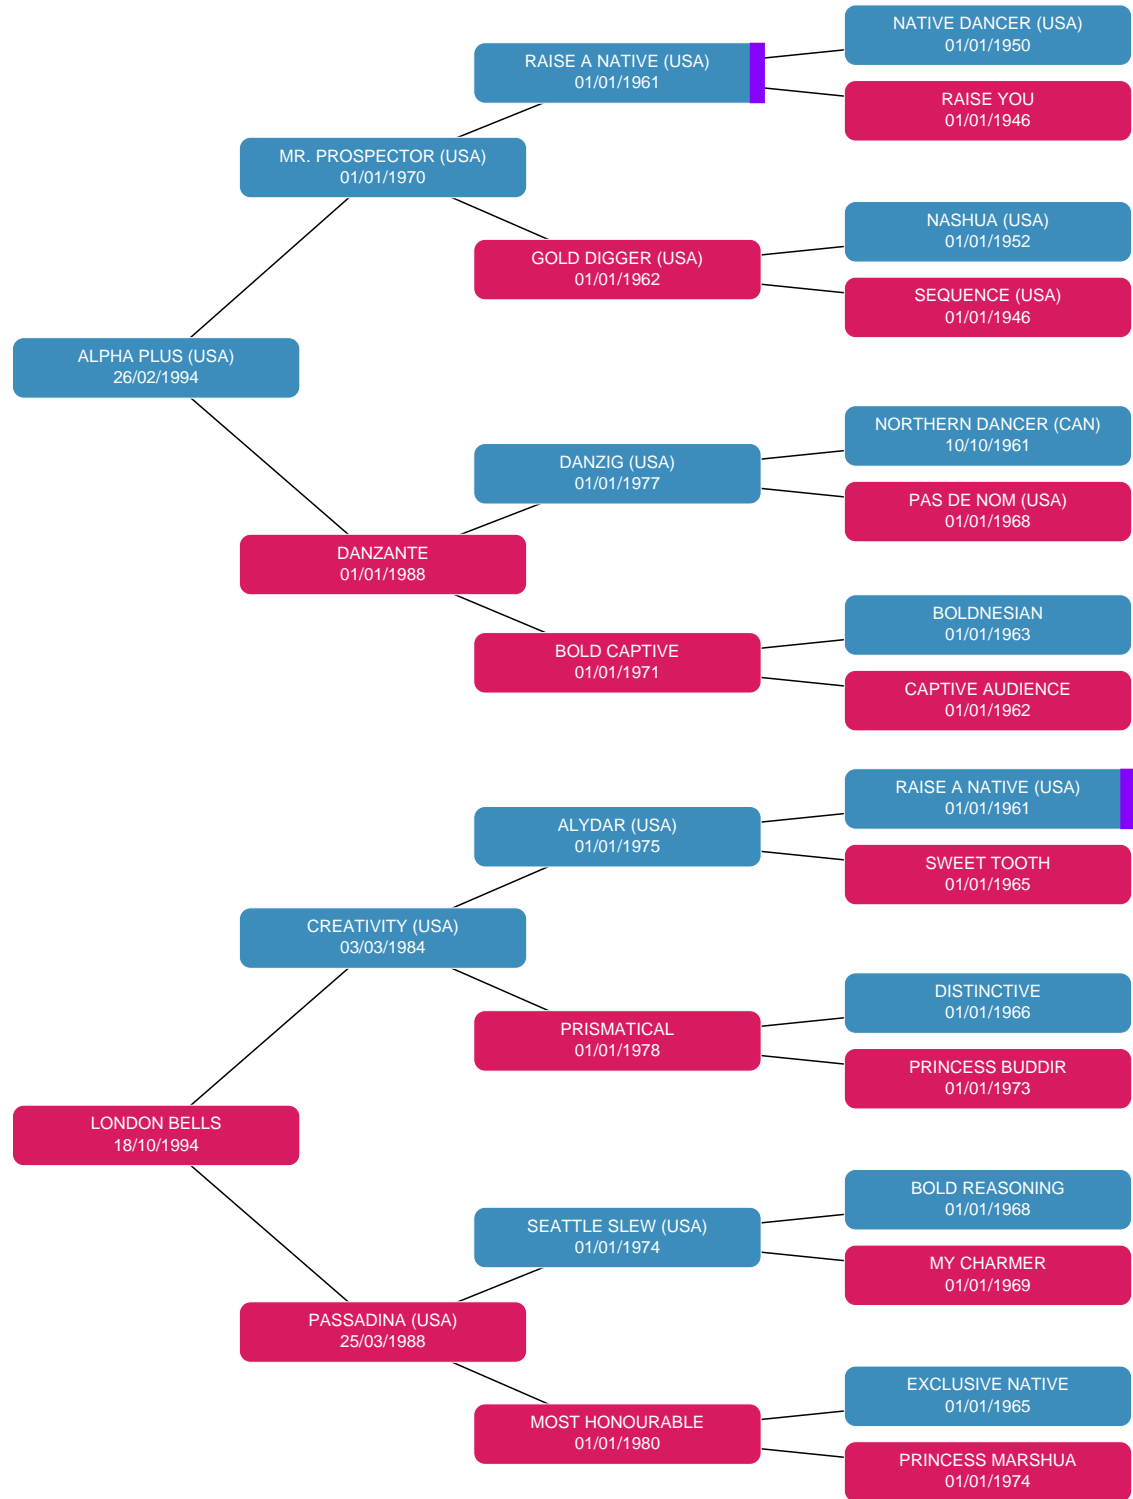 NATIVE DANCER (USA)
01/01/1950
RAISE A NATIVE (USA)
01/01/1961
RAISE YOU
01/01/1946
MR. PROSPECTOR (USA)
01/01/1970
NASHUA (USA)
01/01/1952
GOLD DIGGER (USA)
01/01/1962
SEQUENCE (USA)
01/01/1946
ALPHA PLUS (USA)
26/02/1994
NORTHERN DANCER (CAN)
10/10/1961
DANZIG (USA)
01/01/1977
PAS DE NOM (USA)
01/01/1968
DANZANTE
01/01/1988
BOLDNESIAN
01/01/1963
BOLD CAPTIVE
01/01/1971
CAPTIVE AUDIENCE
01/01/1962
RAISE A NATIVE (USA)
01/01/1961
ALYDAR (USA)
01/01/1975
SWEET TOOTH
01/01/1965
CREATIVITY (USA)
03/03/1984
DISTINCTIVE
01/01/1966
PRISMATICAL
01/01/1978
PRINCESS BUDDIR
01/01/1973
LONDON BELLS
18/10/1994
BOLD REASONING
01/01/1968
SEATTLE SLEW (USA)
01/01/1974
MY CHARMER
01/01/1969
PASSADINA (USA)
25/03/1988
EXCLUSIVE NATIVE
01/01/1965
MOST HONOURABLE
01/01/1980
PRINCESS MARSHUA
01/01/1974